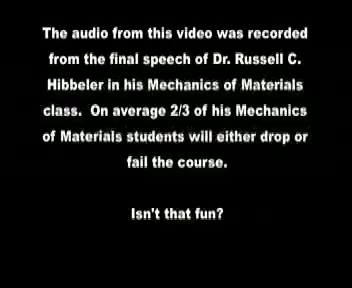 The audio from this video was recorded
from the final speech of Dr. Russell C.
Hibbeler in his Mechanics of Materials
class.  On average 2/3 of his Mechanics
of Materials students will either drop or
fail the course.
Isn't that fun?